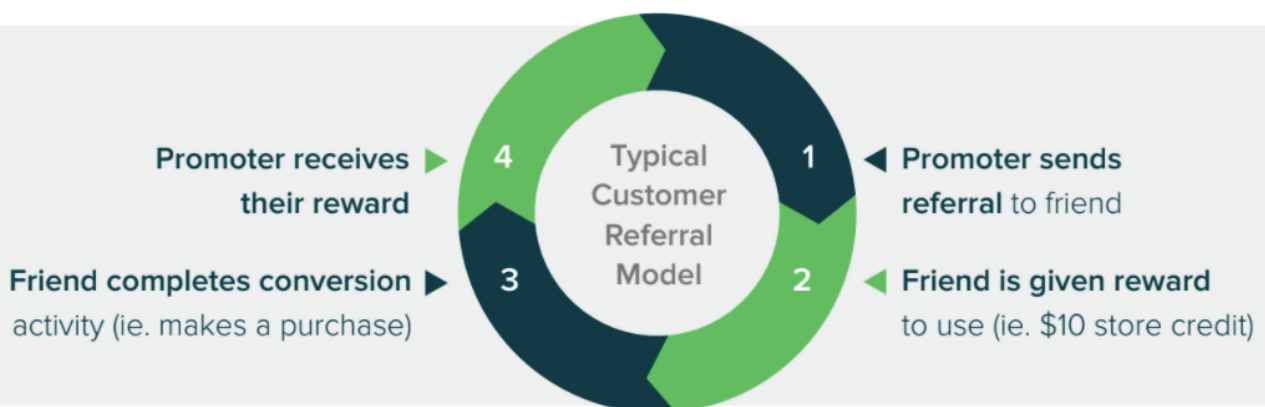 Typical
Customer
Referral
Model
1
Promoter sends
referral to friend
2
Friend is given reward
to use (ie. $10 store credit)
3
Friend completes conversion
activity (ie. makes a purchase)
4
Promoter receives
their reward